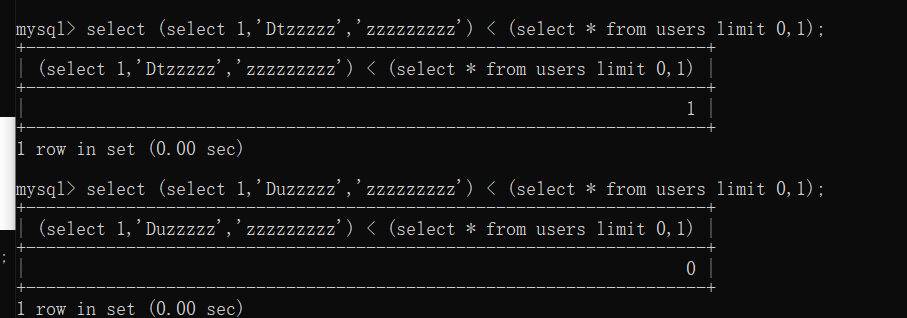 mysql> select (select 1,'Dtzzzzz','zzzzzzzzz') < (select * from users limit 0,1);
+--------------------------------------------------------------+
| (select 1,'Dtzzzzz','zzzzzzzzz') < (select * from users limit 0,1) |
+--------------------------------------------------------------+
| 1 |
+--------------------------------------------------------------+
1 row in set (0.00 sec)
mysql> select (select 1,'Duzzzzz','zzzzzzzzz') < (select * from users limit 0,1);
+--------------------------------------------------------------+
| (select 1,'Duzzzzz','zzzzzzzzz') < (select * from users limit 0,1) |
+--------------------------------------------------------------+
; | 0 |
+--------------------------------------------------------------+
1 row in set (0.00 sec)